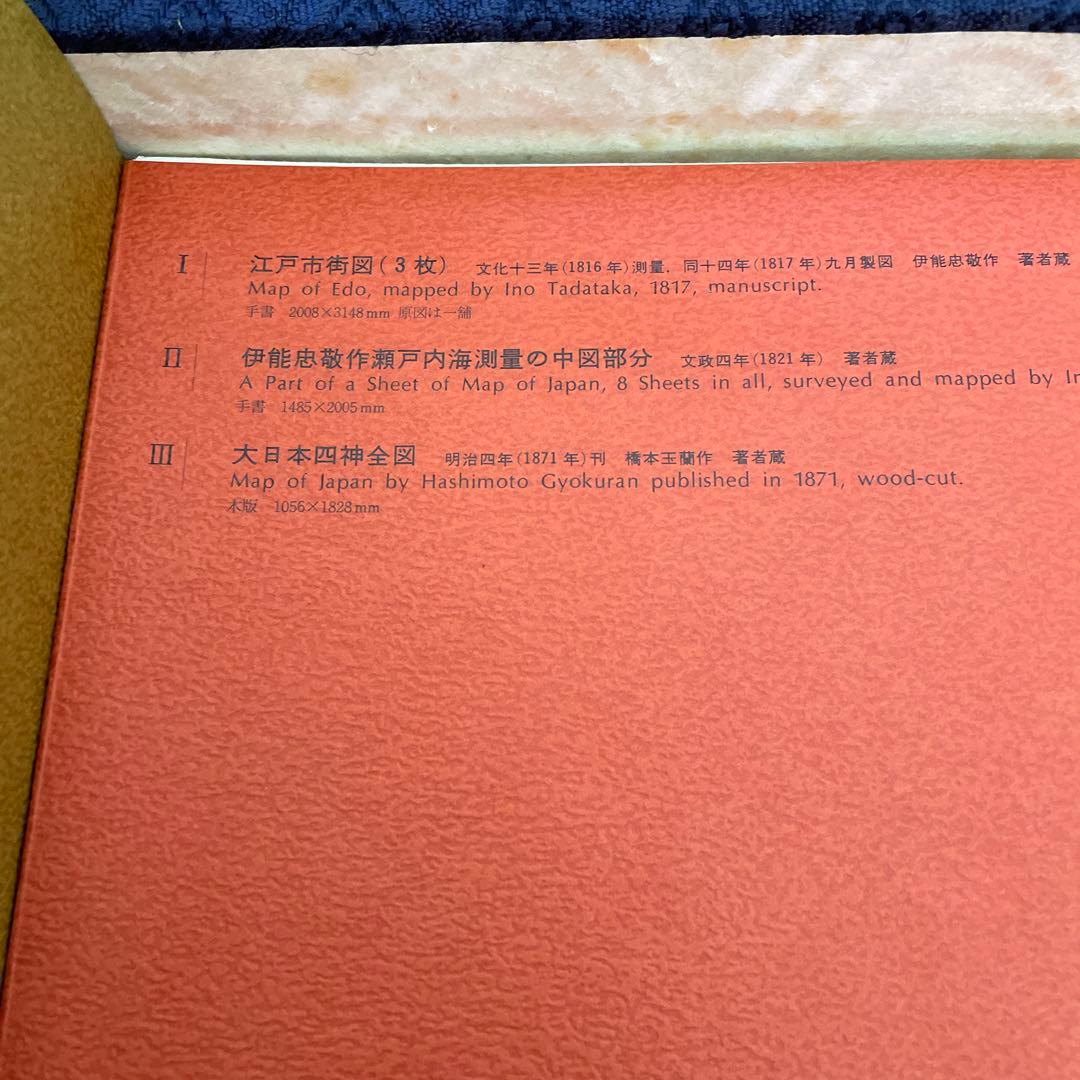 I 江戸市街図(3枚) 文化十三年(1816年)測量,同十四年(1817年)九月製図 伊能忠敬作 著者蔵
Map of Edo, mapped by Ino Tadataka, 1817, manuscript.
手書 2008×3148mm 原図は一舗
II 伊能忠敬作瀬戸内海測量の中図部分 文政四年(1821年) 著者蔵
A Part of a Sheet of Map of Japan, 8 Sheets in all, surveyed and mapped by
手書 1485×2005mm
III 大日本四神全図 明治四年(1871年)刊 橋本玉蘭作 著者蔵
Map of Japan by Hashimoto Gyokuran published in 1871, wood-cut.
木版 1056×1828mm